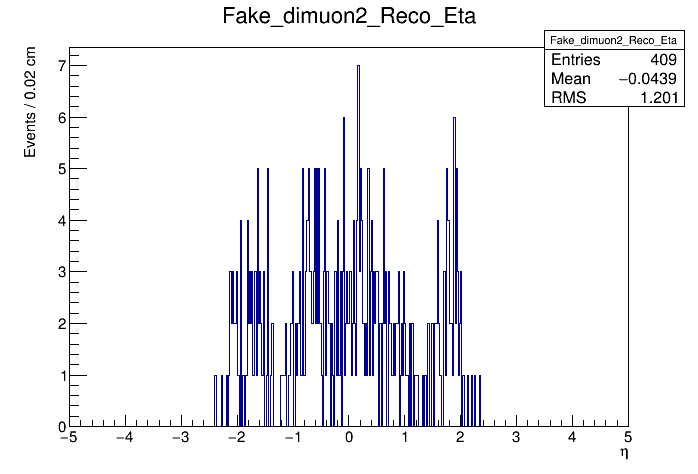 Fake_dimuon2_Reco_Eta
Fake_dimuon2_Reco_Eta
Entries 409
Mean −0.0439
RMS 1.201
Events / 0.02 cm
7
6
5
4
3
2
1
0
−5 −4 −3 −2 −1 0 1 2 3 4 5
η